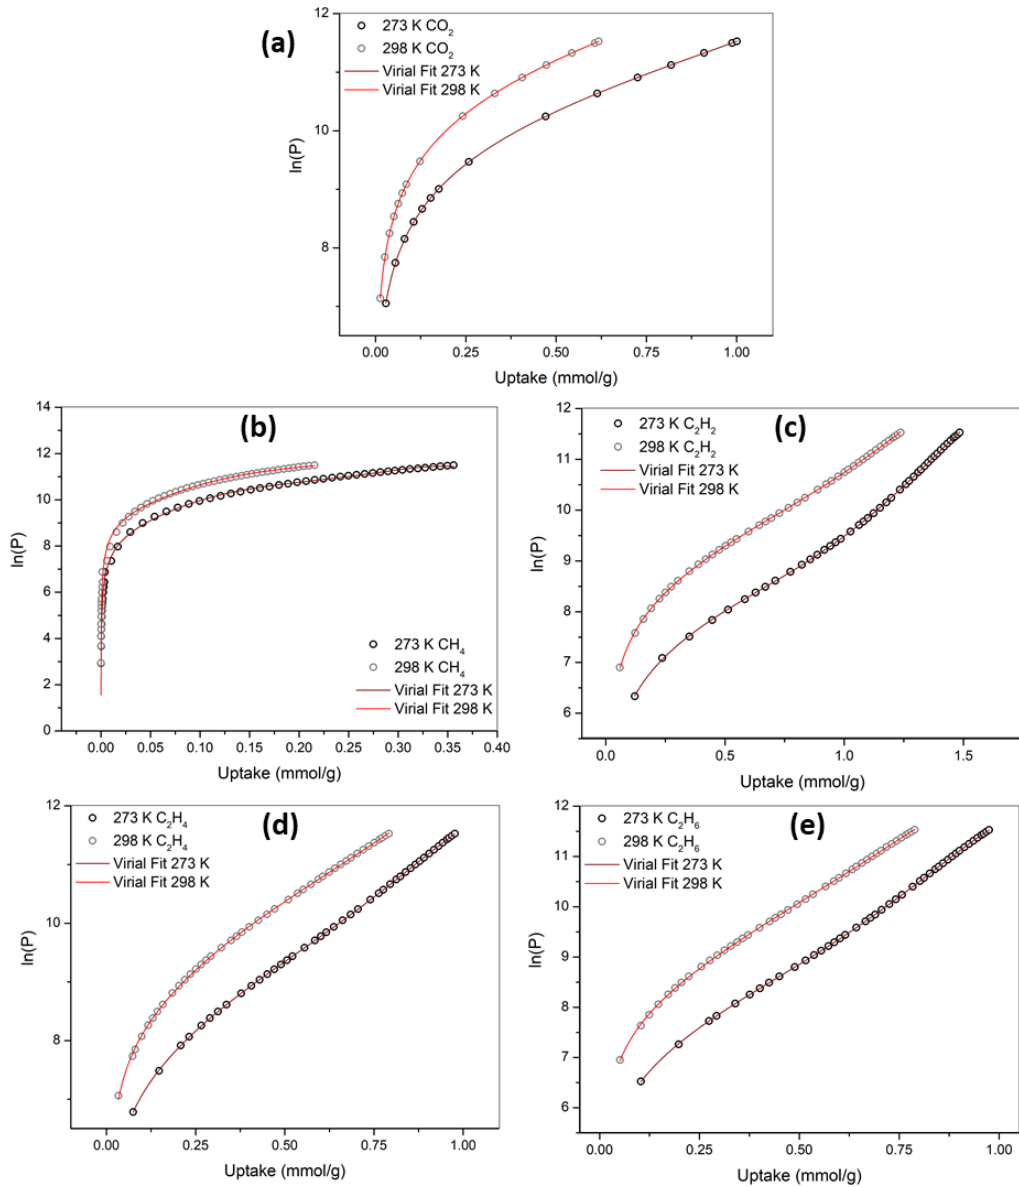 (a)
273 K CO₂
298 K CO₂
Virial Fit 273 K
Virial Fit 298 K
12
10
8
ln(P)
0.00 0.25 0.50 0.75 1.00
Uptake (mmol/g)
(b)
14
12
10
8
6
4
2
0
ln(P)
273 K CH₄
298 K CH₄
Virial Fit 273 K
Virial Fit 298 K
0.00 0.05 0.10 0.15 0.20 0.25 0.30 0.35 0.40
Uptake (mmol/g)
(c)
273 K C₂H₂
298 K C₂H₂
Virial Fit 273 K
Virial Fit 298 K
12
11
10
9
8
7
6
ln(P)
0.0 0.5 1.0 1.5
Uptake (mmol/g)
(d)
273 K C₂H₄
298 K C₂H₄
Virial Fit 273 K
Virial Fit 298 K
12
10
8
ln(P)
0.00 0.25 0.50 0.75 1.00
Uptake (mmol/g)
(e)
273 K C₂H₆
298 K C₂H₆
Virial Fit 273 K
Virial Fit 298 K
12
11
10
9
8
7
6
ln(P)
0.00 0.25 0.50 0.75 1.00
Uptake (mmol/g)